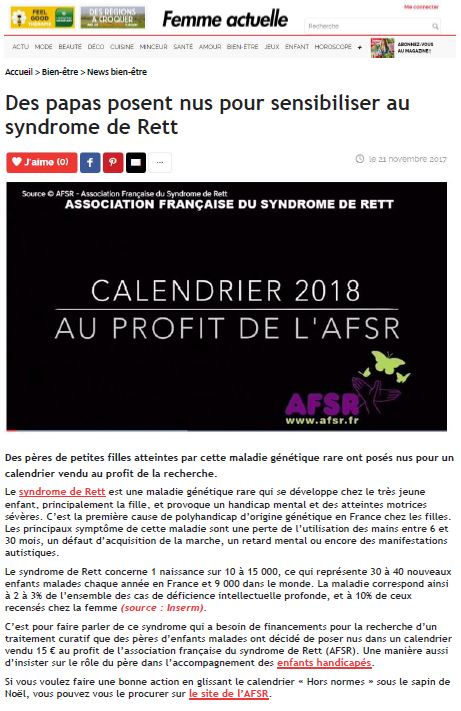 FEEL GOOD THÉRAPIE
DES RÉGIONS À CROQUER
Femme actuelle
Me connecter
Recherche
ACTU MODE BEAUTÉ DÉCO CUISINE MINCEUR SANTÉ AMOUR BIEN-ÊTRE JEUX ENFANT HOROSCOPE +
ABONNEZ-VOUS
AU MAGAZINE !
Accueil > Bien-être > News bien-être
Des papas posent nus pour sensibiliser au
syndrome de Rett
J'aime (0)
...
le 21 novembre 2017
Source © AFSR - Association Française du Syndrome de Rett
ASSOCIATION FRANÇAISE DU SYNDROME DE RETT
CALENDRIER 2018
AU PROFIT DE L'AFSR
AFSR
www.afsr.fr
Des pères de petites filles atteintes par cette maladie génétique rare ont posés nus pour un
calendrier vendu au profit de la recherche.
Le syndrome de Rett est une maladie génétique rare qui se développe chez le très jeune
enfant, principalement la fille, et provoque un handicap mental et des atteintes motrices
sévères. C'est la première cause de polyhandicap d'origine génétique en France chez les filles.
Les principaux symptôme de cette maladie sont une perte de l'utilisation des mains entre 6 et
30 mois, un défaut d'acquisition de la marche, un retard mental ou encore des manifestations
autistiques.
Le syndrome de Rett concerne 1 naissance sur 10 à 15 000, ce qui représente 30 à 40 nouveaux
enfants malades chaque année en France et 9 000 dans le monde. La maladie correspond ainsi
à 2 à 3% de l'ensemble des cas de déficience intellectuelle profonde, et à 10% de ceux
recensés chez la femme (source : Inserm).
C'est pour faire parler de ce syndrome qui a besoin de financements pour la recherche d'un
traitement curatif que des pères d'enfants malades ont décidé de poser nus dans un calendrier
vendu 15 € au profit de l'association française du syndrome de Rett (AFSR). Une manière aussi
d'insister sur le rôle du père dans l'accompagnement des enfants handicapés.
Si vous voulez faire une bonne action en glissant le calendrier « Hors normes » sous le sapin de
Noël, vous pouvez vous le procurer sur le site de l'AFSR.